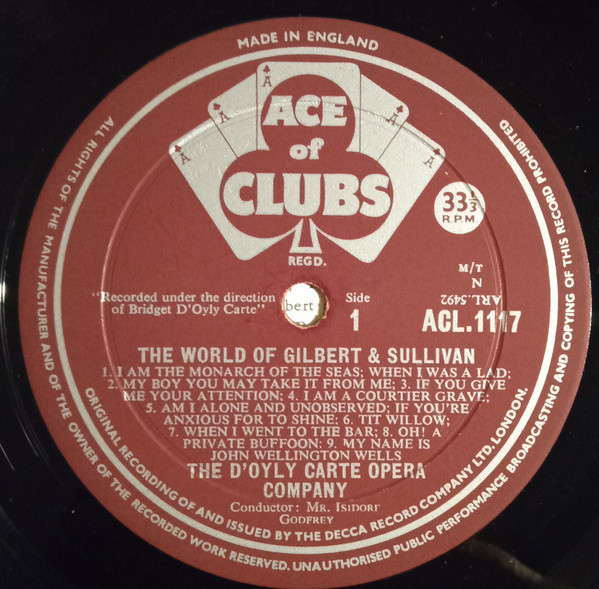 MADE IN ENGLAND
A
A
A
A
ACE
of
CLUBS
REGD.
33⅓
R.P.M
M/T
N
ARL.5492
"Recorded under the direction
of Bridget D'Oyly Carte"
bert
Side
1
ACL.1117
THE WORLD OF GILBERT & SULLIVAN
1. I AM THE MONARCH OF THE SEAS; WHEN I WAS A LAD;
2. MY BOY YOU MAY TAKE IT FROM ME; 3. IF YOU GIVE
ME YOUR ATTENTION; 4. I AM A COURTIER GRAVE;
5. AM I ALONE AND UNOBSERVED; IF YOU'RE
ANXIOUS FOR TO SHINE; 6. TIT WILLOW;
7. WHEN I WENT TO THE BAR; 8. OH! A
PRIVATE BUFFOON; 9. MY NAME IS
JOHN WELLINGTON WELLS
THE D'OYLY CARTE OPERA
COMPANY
Conductor: MR. ISIDORE
GODFREY
ALL RIGHTS OF THE MANUFACTURER AND OF THE OWNER OF THE RECORDED WORK RESERVED. UNAUTHORISED PUBLIC PERFORMANCE BROADCASTING AND COPYING OF THIS RECORD PROHIBITED
ORIGINAL RECORDING OF AND ISSUED BY THE DECCA RECORD COMPANY LTD. LONDON.